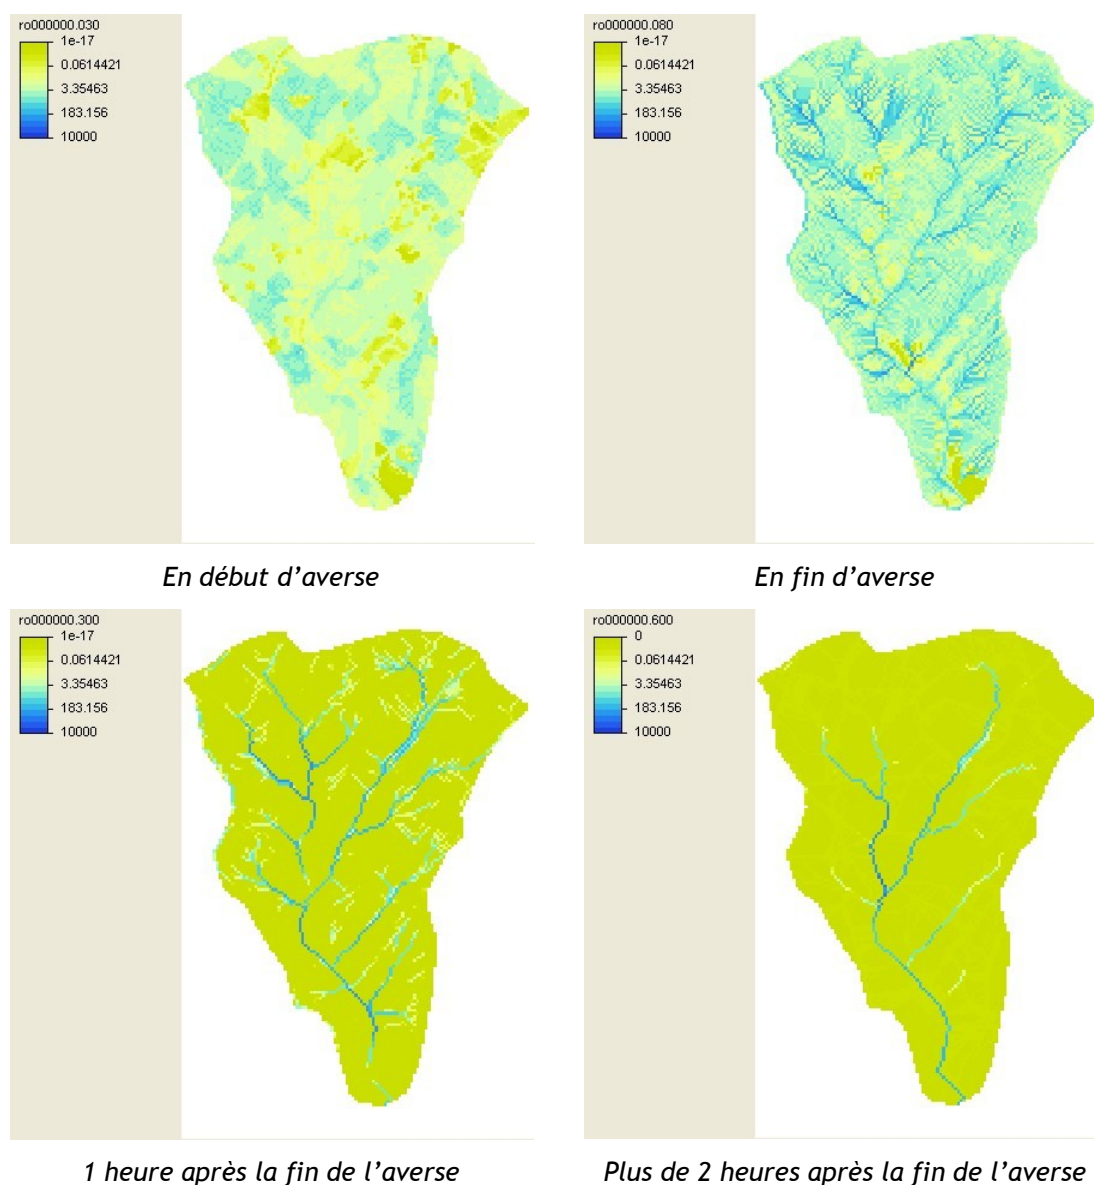 ro000000.030
1e-17
0.0614421
3.35463
183.156
10000
En début d'averse
ro000000.080
1e-17
0.0614421
3.35463
183.156
10000
En fin d'averse
ro000000.300
1e-17
0.0614421
3.35463
183.156
10000
1 heure après la fin de l'averse
ro000000.600
0
0.0614421
3.35463
183.156
10000
Plus de 2 heures après la fin de l'averse